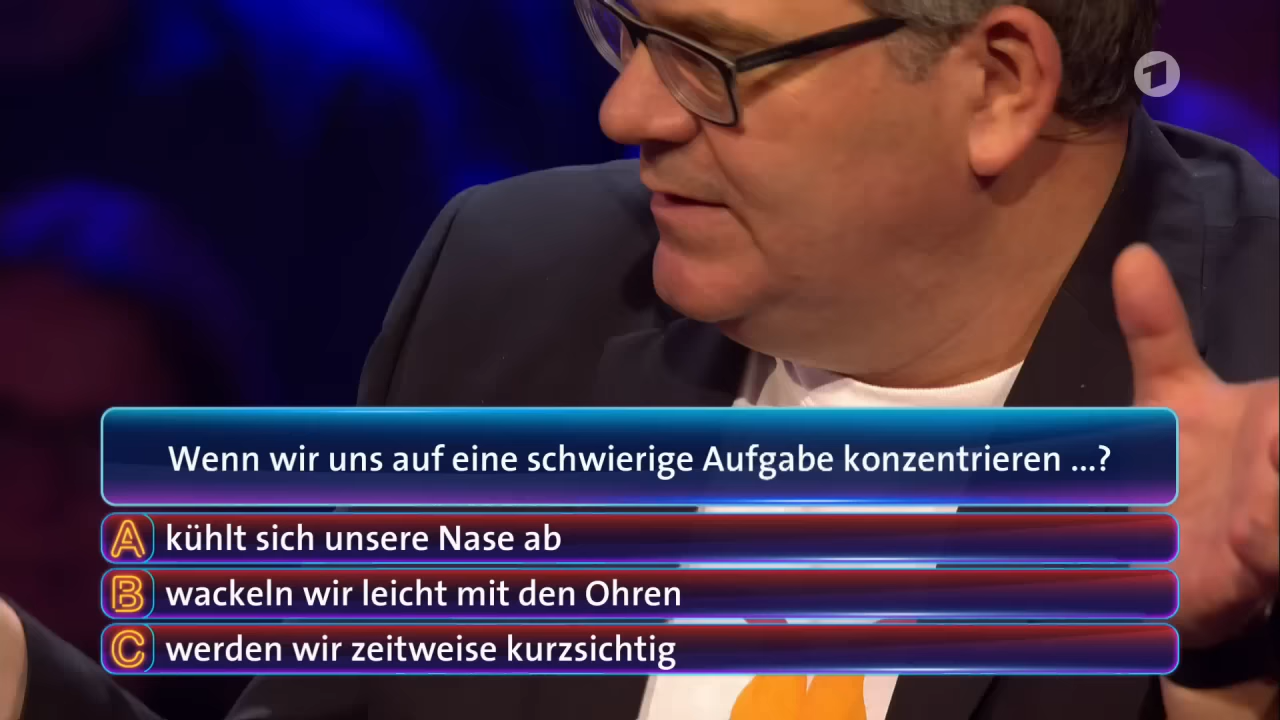 1
Wenn wir uns auf eine schwierige Aufgabe konzentrieren ...?
A kühlt sich unsere Nase ab
B wackeln wir leicht mit den Ohren
C werden wir zeitweise kurzsichtig